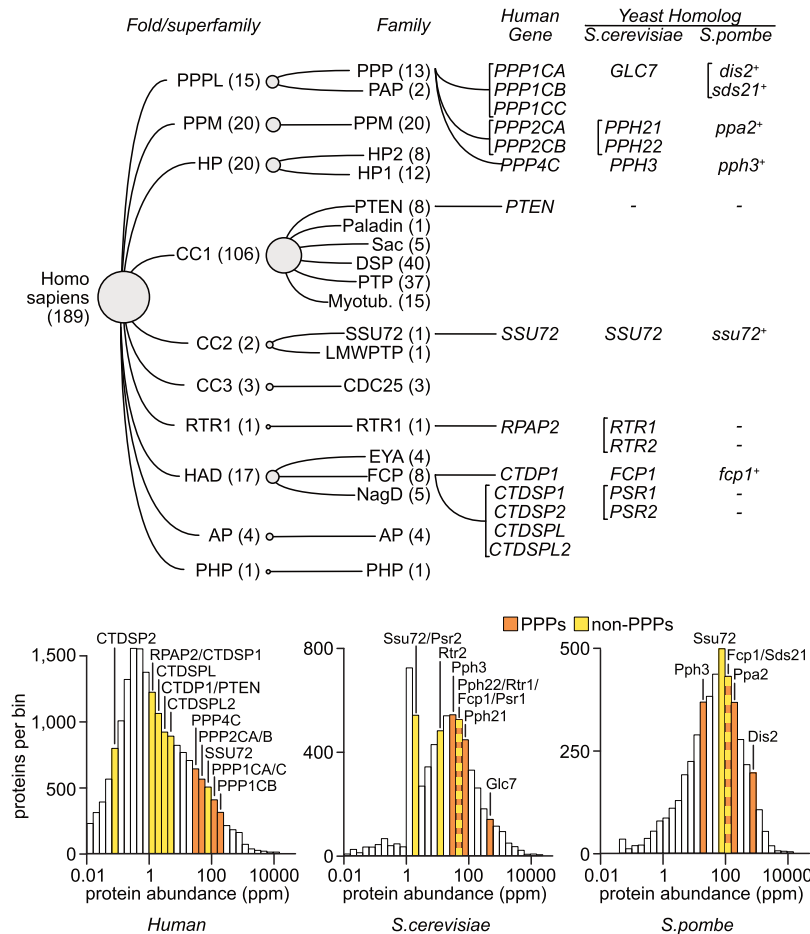 Fold/superfamily Family Human Gene Yeast Homolog
S.cerevisiae S.pombe
PPPL (15) PPP (13) PPP1CA GLC7 dis2+
PAP (2) PPP1CB sds21+
PPP1CC
PPM (20) PPM (20) PPP2CA PPH21 ppa2+
PPP2CB PPH22
HP (20) HP2 (8) PPP4C PPH3 pph3+
HP1 (12)
PTEN (8) PTEN - -
Paladin (1)
Sac (5)
CC1 (106) DSP (40)
PTP (37)
Myotub. (15)
Homo
sapiens
(189)
CC2 (2) SSU72 (1) SSU72 SSU72 ssu72+
LMWPTP (1)
CC3 (3) CDC25 (3)
RTR1 (1) RTR1 (1) RPAP2 RTR1 -
RTR2 -
EYA (4)
HAD (17) FCP (8) CTDP1 FCP1 fcp1+
NagD (5) CTDSP1 PSR1 -
CTDSP2 PSR2 -
CTDSPL
AP (4) AP (4) CTDSPL2
PHP (1) PHP (1)
PPPs non-PPPs
proteins per bin
1,500
1,000
500
0
CTDSP2
RPAP2/CTDSP1
CTDSPL
CTDP1/PTEN
CTDSPL2
PPP4C
PPP2CA/B
SSU72
PPP1CA/C
PPP1CB
0.01 1 100 10000
protein abundance (ppm)
Human
800
400
0
Ssu72/Psr2
Rtr2
Pph3
Pph22/Rtr1/
Fcp1/Psr1
Pph21
Glc7
0.01 1 100 10000
protein abundance (ppm)
S.cerevisiae
500
250
0
Ssu72
Pph3 Fcp1/Sds21
Ppa2
Dis2
0.01 1 100 10000
protein abundance (ppm)
S.pombe